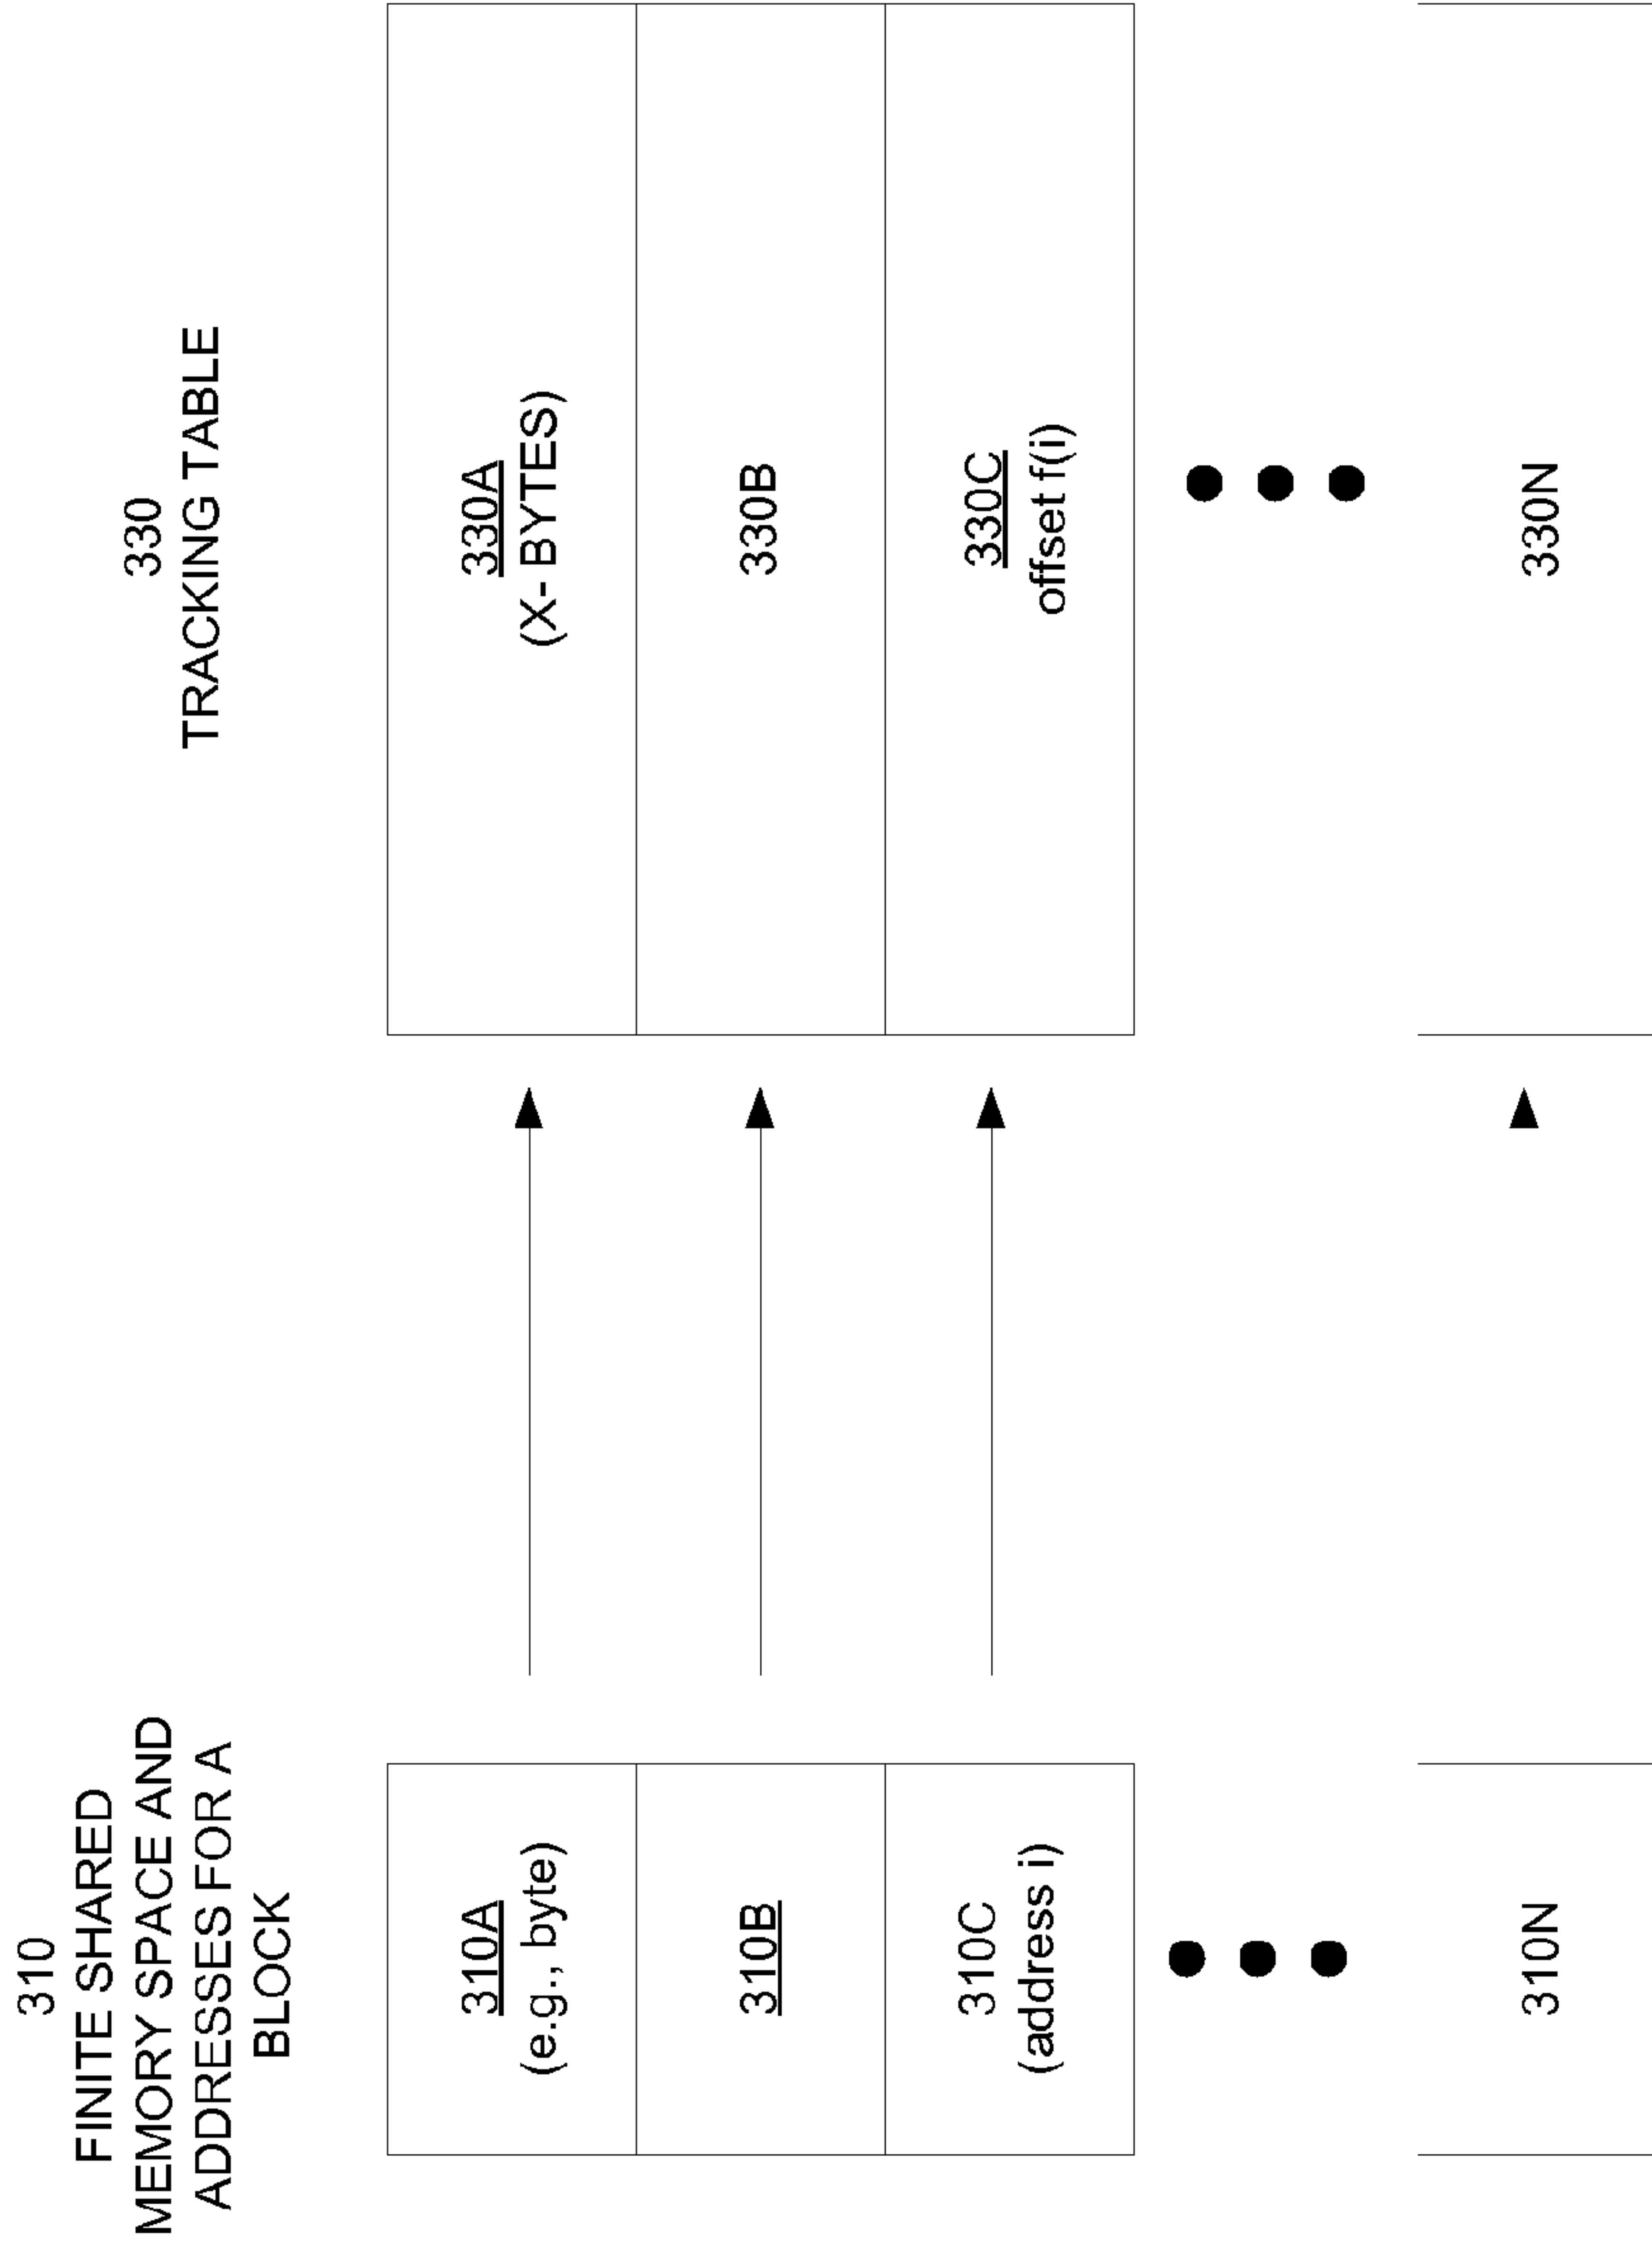 310
FINITE SHARED
MEMORY SPACE AND
ADDRESSES FOR A
BLOCK
330
TRACKING TABLE
310A
(e.g., byte)
330A
(X- BYTES)
310B
330B
310C
(address i)
330C
offset f(i)
310N
330N